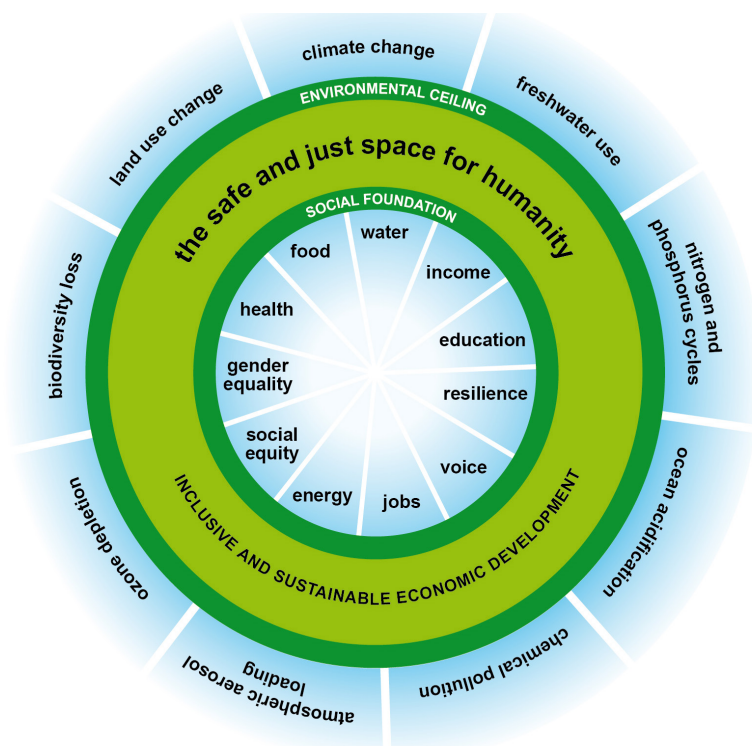 climate change
freshwater use
nitrogen and
phosphorus cycles
ocean acidification
chemical pollution
atmospheric aerosol
loading
ozone depletion
biodiversity loss
land use change
ENVIRONMENTAL CEILING
the safe and just space for humanity
SOCIAL FOUNDATION
water
income
education
resilience
voice
jobs
energy
social
equity
gender
equality
health
food
INCLUSIVE AND SUSTAINABLE ECONOMIC DEVELOPMENT